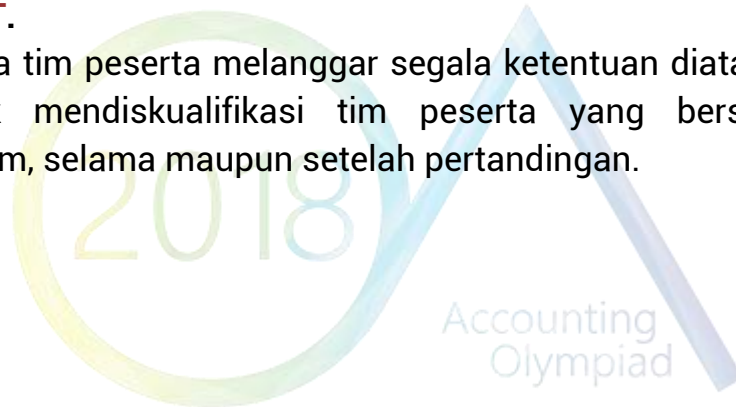 .
a tim peserta melanggar segala ketentuan diata
mendiskualifikasi tim peserta yang bers
m, selama maupun setelah pertandingan.
2018
Accounting
Olympiad